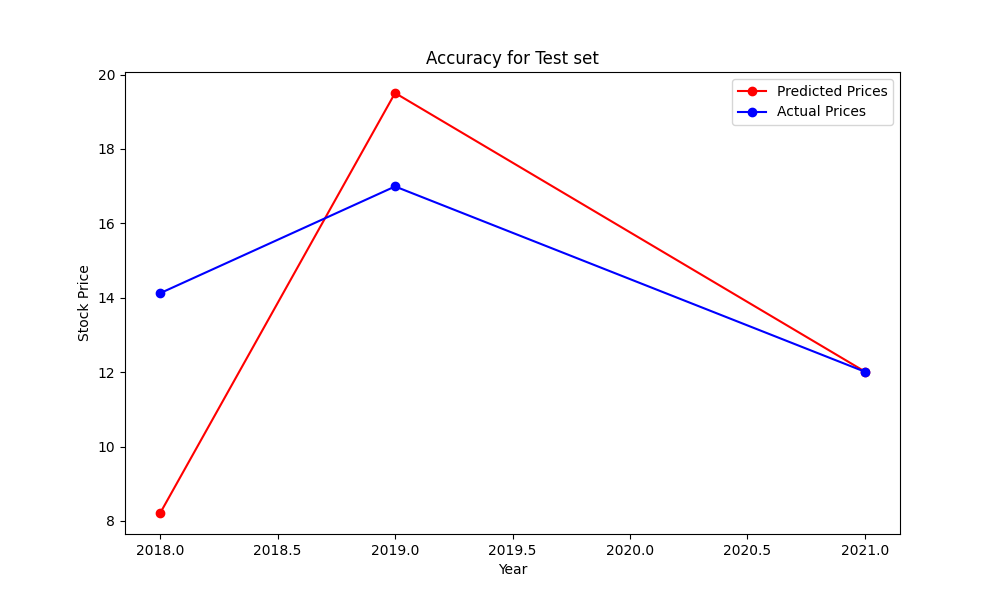 Accuracy for Test set
Predicted Prices
Actual Prices
20
18
16
14
12
10
8
Stock Price
2018.0
2018.5
2019.0
2019.5
2020.0
2020.5
2021.0
Year